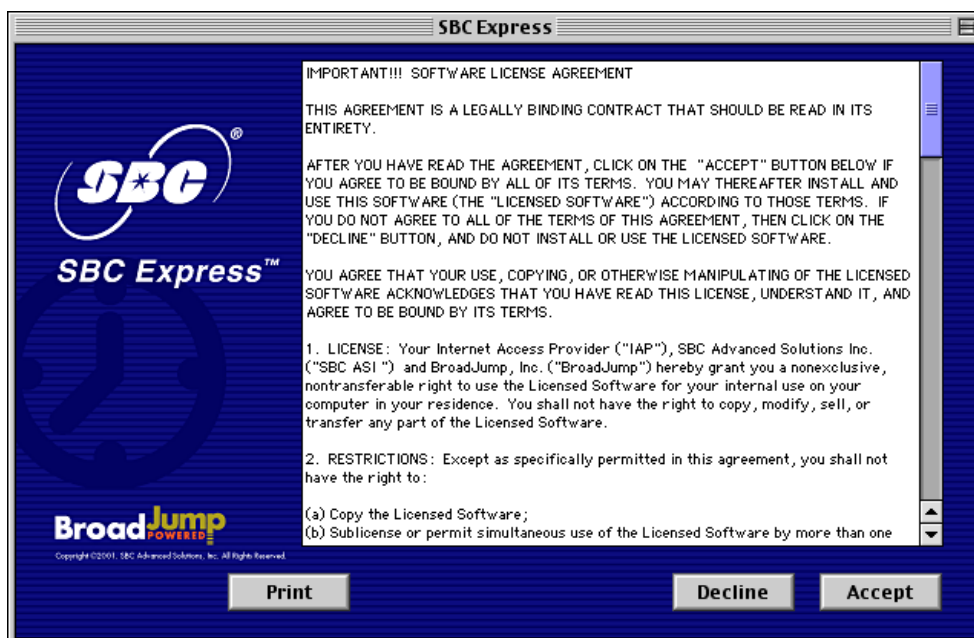 SBC Express
SBC®
SBC Express™
BroadJump
POWERED
Copyright ©2001, SBC Advanced Solutions, Inc. All Rights Reserved.
IMPORTANT!!! SOFTWARE LICENSE AGREEMENT
THIS AGREEMENT IS A LEGALLY BINDING CONTRACT THAT SHOULD BE READ IN ITS
ENTIRETY.
AFTER YOU HAVE READ THE AGREEMENT, CLICK ON THE "ACCEPT" BUTTON BELOW IF
YOU AGREE TO BE BOUND BY ALL OF ITS TERMS. YOU MAY THEREAFTER INSTALL AND
USE THIS SOFTWARE (THE "LICENSED SOFTWARE") ACCORDING TO THOSE TERMS. IF
YOU DO NOT AGREE TO ALL OF THE TERMS OF THIS AGREEMENT, THEN CLICK ON THE
"DECLINE" BUTTON, AND DO NOT INSTALL OR USE THE LICENSED SOFTWARE.
YOU AGREE THAT YOUR USE, COPYING, OR OTHERWISE MANIPULATING OF THE LICENSED
SOFTWARE ACKNOWLEDGES THAT YOU HAVE READ THIS LICENSE, UNDERSTAND IT, AND
AGREE TO BE BOUND BY ITS TERMS.
1. LICENSE: Your Internet Access Provider ("IAP"), SBC Advanced Solutions Inc.
("SBC ASI ") and BroadJump, Inc. ("BroadJump") hereby grant you a nonexclusive,
nontransferable right to use the Licensed Software for your internal use on your
computer in your residence. You shall not have the right to copy, modify, sell, or
transfer any part of the Licensed Software.
2. RESTRICTIONS: Except as specifically permitted in this agreement, you shall not
have the right to:
(a) Copy the Licensed Software;
(b) Sublicense or permit simultaneous use of the Licensed Software by more than one
Print
Decline
Accept